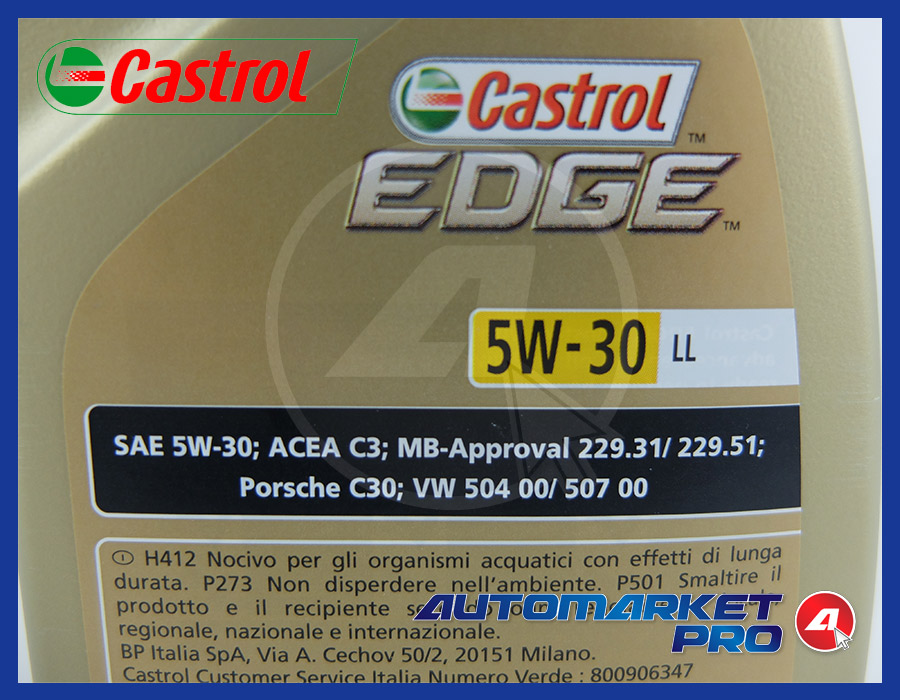 Castrol
Castrol
TM
EDGE
TM
5W-30 LL
SAE 5W-30; ACEA C3; MB-Approval 229.31/ 229.51;
Porsche C30; VW 504 00/ 507 00
H412 Nocivo per gli organismi acquatici con effetti di lunga
durata. P273 Non disperdere nell'ambiente. P501 Smaltire il
prodotto e il recipiente
regionale, nazionale e internazionale.
BP Italia SpA, Via A. Cechov 50/2, 20151 Milano.
Castrol Customer Service Italia Numero Verde : 800906347
AUTOMARKET
PRO 4